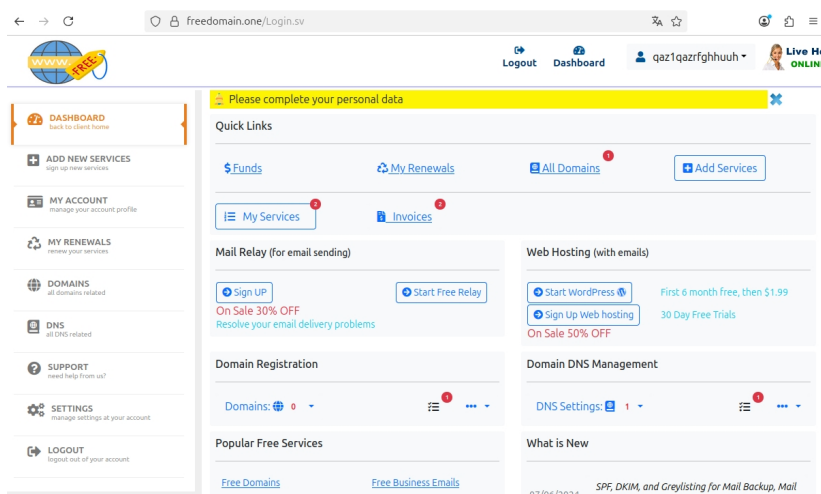 freedomain.one/Login.sv
WWW. FREE
Logout Dashboard qaz1qazrfghhuuh Live He
ONLIN
Please complete your personal data
DASHBOARD
back to client home
ADD NEW SERVICES
sign up new services
MY ACCOUNT
manage your account profile
MY RENEWALS
renew your services
DOMAINS
all domains related
DNS
all DNS related
SUPPORT
need help from us?
SETTINGS
manage settings at your account
LOGOUT
logout out of your account
Quick Links
$ Funds My Renewals All Domains 1 Add Services
My Services 2 Invoices 2
Mail Relay (for email sending)
Sign UP Start Free Relay
On Sale 30% OFF
Resolve your email delivery problems
Web Hosting (with emails)
Start WordPress First 6 month free, then $1.99
Sign Up Web hosting 30 Day Free Trials
On Sale 50% OFF
Domain Registration
Domains: 0 1
Domain DNS Management
DNS Settings: 1 1
Popular Free Services
Free Domains Free Business Emails
What is New
07/06/2024 SPF, DKIM, and Greylisting for Mail Backup, Mail